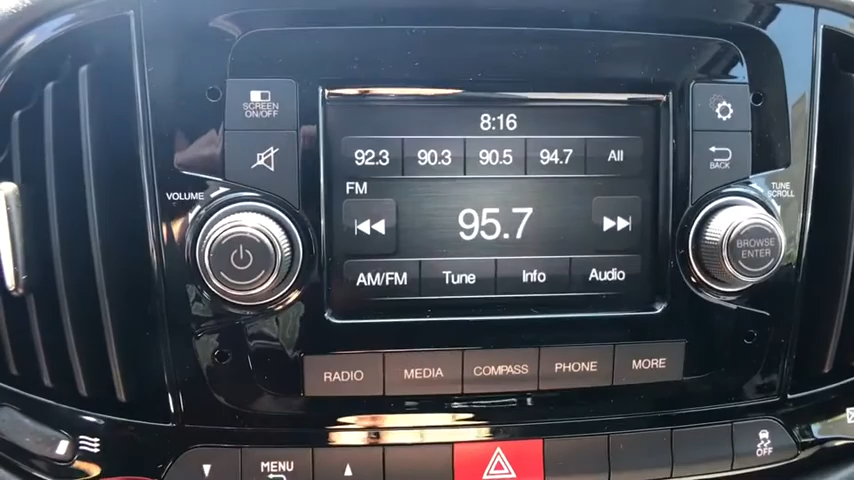 SCREEN
ON/OFF
8:16
92.3 90.3 90.5 94.7 All
BACK
VOLUME
FM
TUNE
SCROLL
95.7
BROWSE
ENTER
AM/FM Tune Info Audio
RADIO MEDIA COMPASS PHONE MORE
MENU
OFF